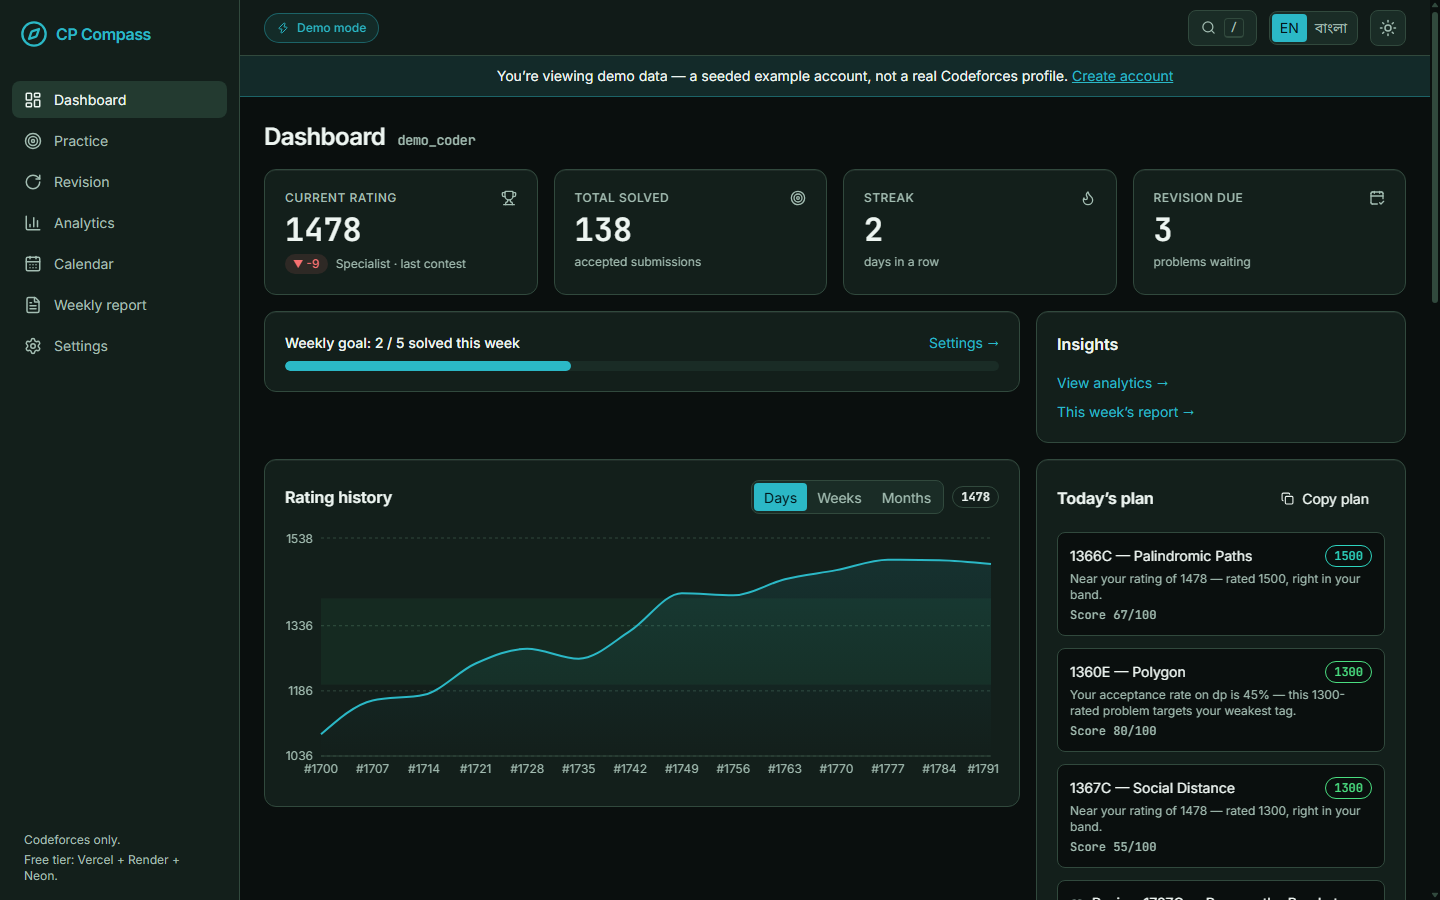 CP Compass
Dashboard
Practice
Revision
Analytics
Calendar
Weekly report
Settings
Codeforces only.
Free tier: Vercel + Render +
Neon.
Demo mode
/
EN
বাংলা
You’re viewing demo data — a seeded example account, not a real Codeforces profile. Create account
Dashboard demo_coder
CURRENT RATING
1478
▼ -9 Specialist · last contest
TOTAL SOLVED
138
accepted submissions
STREAK
2
days in a row
REVISION DUE
3
problems waiting
Weekly goal: 2 / 5 solved this week
Settings →
Insights
View analytics →
This week’s report →
Rating history
Days
Weeks
Months
1478
1538
1336
1186
1036
#1700 #1707 #1714 #1721 #1728 #1735 #1742 #1749 #1756 #1763 #1770 #1777 #1784 #1791
Today’s plan
Copy plan
1366C — Palindromic Paths
1500
Near your rating of 1478 — rated 1500, right in your
band.
Score 67/100
1360E — Polygon
1300
Your acceptance rate on dp is 45% — this 1300-
rated problem targets your weakest tag.
Score 80/100
1367C — Social Distance
1300
Near your rating of 1478 — rated 1300, right in your
band.
Score 55/100